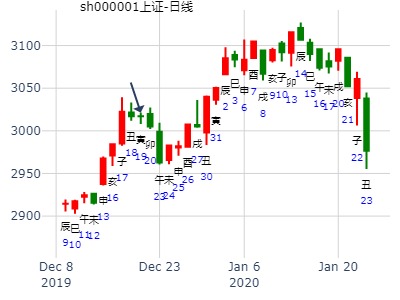 sh000001上证-日线
3100
3050
3000
2950
2900
辰
9
巳
10
午
11
未
12
申
13
亥
16
子
17
丑
18
寅
19
卯
20
午
23
未
24
申
25
酉
26
戌
27
丑
30
寅
31
辰
2
巳
3
申
6
酉
7
戌
8
亥
9
子
10
卯
13
辰
14
巳
15
午
16
未
17
戌
20
亥
21
子
22
丑
23
Dec 8
2019
Dec 23
Jan 6
2020
Jan 20